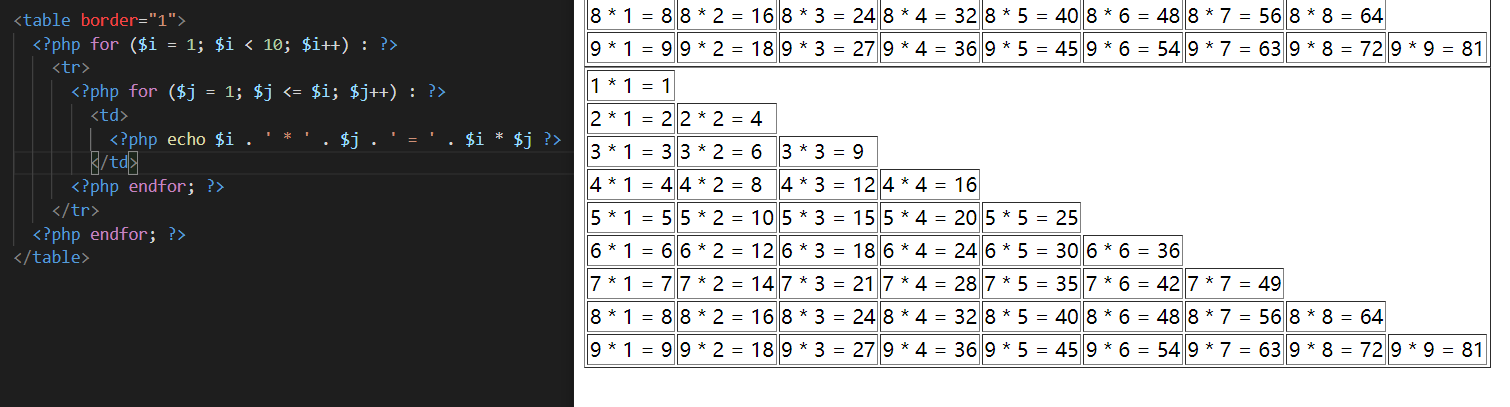 <table border="1">
<?php for ($i = 1; $i < 10; $i++) : ?>
<tr>
<?php for ($j = 1; $j <= $i; $j++) : ?>
<td>
<?php echo $i . ' * ' . $j . ' = ' . $i * $j ?>
</td>
<?php endfor; ?>
</tr>
<?php endfor; ?>
</table>
8 * 1 = 8 8 * 2 = 16 8 * 3 = 24 8 * 4 = 32 8 * 5 = 40 8 * 6 = 48 8 * 7 = 56 8 * 8 = 64
9 * 1 = 9 9 * 2 = 18 9 * 3 = 27 9 * 4 = 36 9 * 5 = 45 9 * 6 = 54 9 * 7 = 63 9 * 8 = 72 9 * 9 = 81
1 * 1 = 1
2 * 1 = 2 2 * 2 = 4
3 * 1 = 3 3 * 2 = 6 3 * 3 = 9
4 * 1 = 4 4 * 2 = 8 4 * 3 = 12 4 * 4 = 16
5 * 1 = 5 5 * 2 = 10 5 * 3 = 15 5 * 4 = 20 5 * 5 = 25
6 * 1 = 6 6 * 2 = 12 6 * 3 = 18 6 * 4 = 24 6 * 5 = 30 6 * 6 = 36
7 * 1 = 7 7 * 2 = 14 7 * 3 = 21 7 * 4 = 28 7 * 5 = 35 7 * 6 = 42 7 * 7 = 49
8 * 1 = 8 8 * 2 = 16 8 * 3 = 24 8 * 4 = 32 8 * 5 = 40 8 * 6 = 48 8 * 7 = 56 8 * 8 = 64
9 * 1 = 9 9 * 2 = 18 9 * 3 = 27 9 * 4 = 36 9 * 5 = 45 9 * 6 = 54 9 * 7 = 63 9 * 8 = 72 9 * 9 = 81